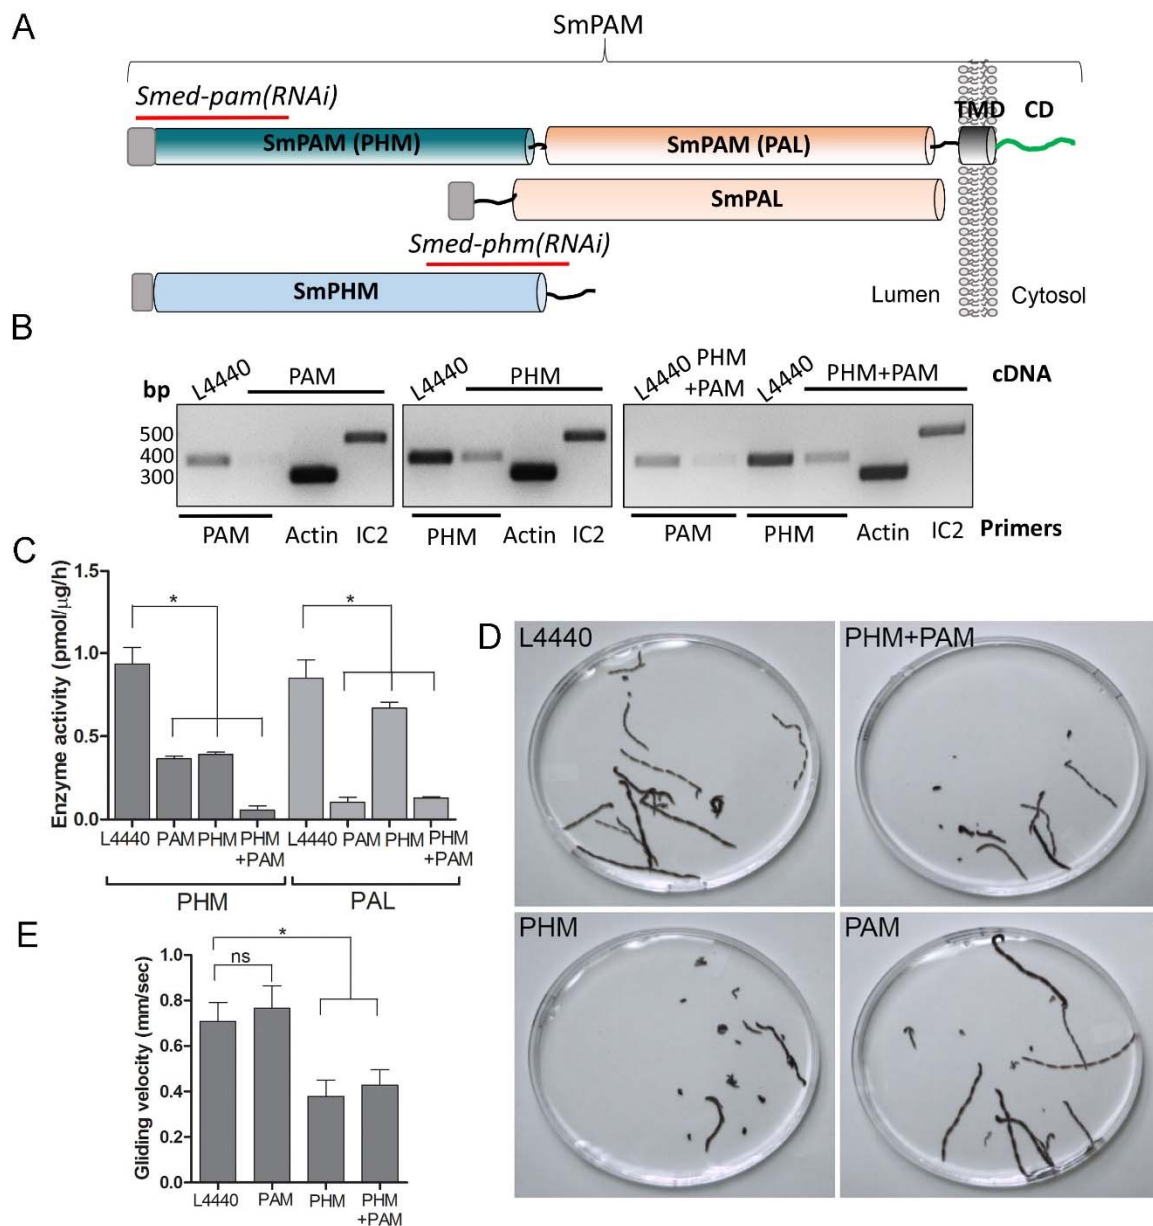 A
SmPAM
Smed-pam(RNAi)
TMD CD
SmPAM (PHM) SmPAM (PAL)
SmPAL
Smed-phm(RNAi)
SmPHM
Lumen Cytosol
B
L4440 PAM L4440 PHM L4440 PHM +PAM L4440 PHM+PAM cDNA
bp
500
400
300
PAM Actin IC2 PHM Actin IC2 PAM PHM Actin IC2 Primers
C
Enzyme activity (pmol/µg/h)
1.5
1.0
0.5
0.0
* *
L4440 PAM PHM PHM +PAM L4440 PAM PHM PHM +PAM
PHM PAL
D
L4440 PHM+PAM
PHM PAM
E
Gliding velocity (mm/sec)
1.0
0.8
0.6
0.4
0.2
0.0
*
ns
L4440 PAM PHM PHM +PAM